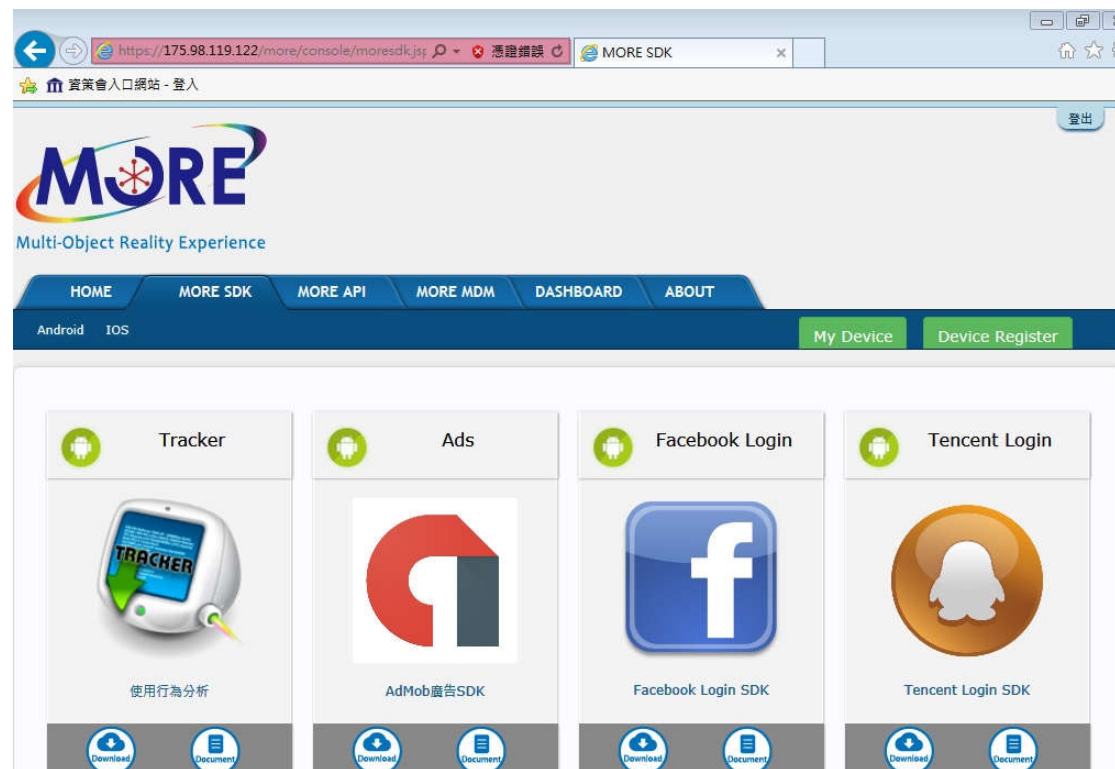 https://175.98.119.122/more/console/moresdk.jsp 憑證錯誤 MORE SDK
資策會入口網站 - 登入
登出
MORE
Multi-Object Reality Experience
HOME MORE SDK MORE API MORE MDM DASHBOARD ABOUT
Android IOS My Device Device Register
Tracker Ads Facebook Login Tencent Login
TRACKER
使用行為分析 AdMob廣告SDK Facebook Login SDK Tencent Login SDK
Download Document Download Document Download Document Download Document